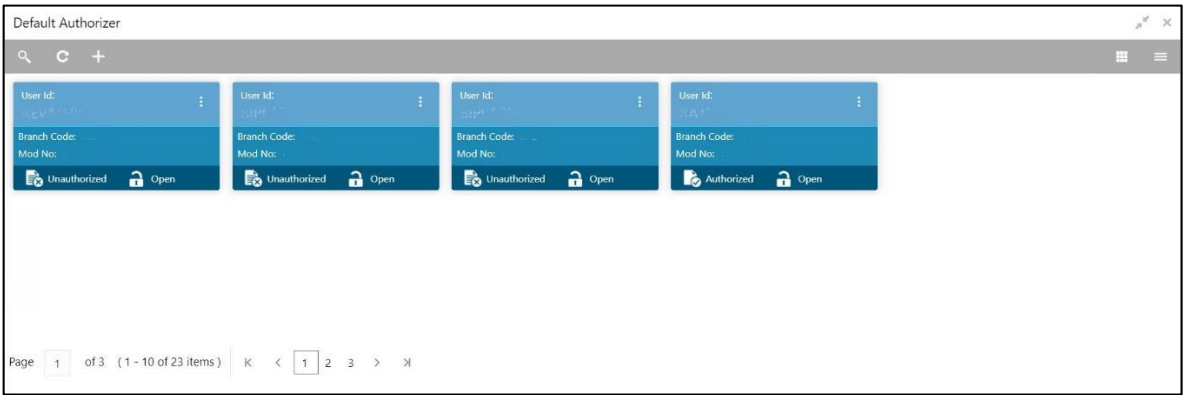 Default Authorizer
User Id: User Id: User Id: User Id:
Branch Code: Branch Code: Branch Code: Branch Code:
Mod No: Mod No: Mod No: Mod No:
Unauthorized Open Unauthorized Open Unauthorized Open Authorized Open
Page 1 of 3 ( 1 - 10 of 23 items ) 1 2 3